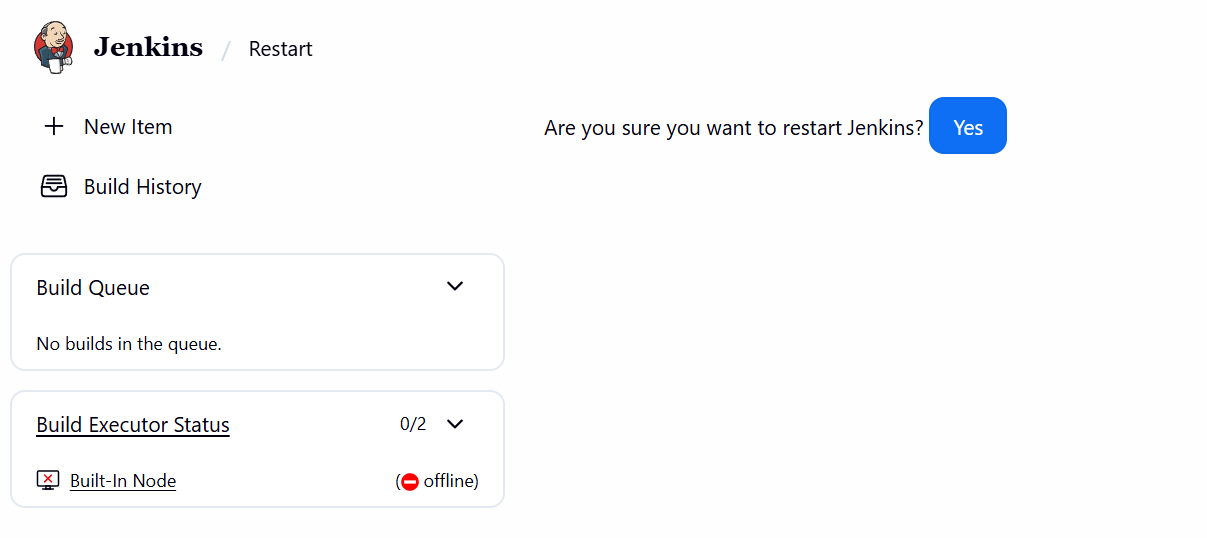 Jenkins / Restart
New Item
Build History
Are you sure you want to restart Jenkins? Yes
Build Queue
No builds in the queue.
Build Executor Status 0/2
Built-In Node (offline)